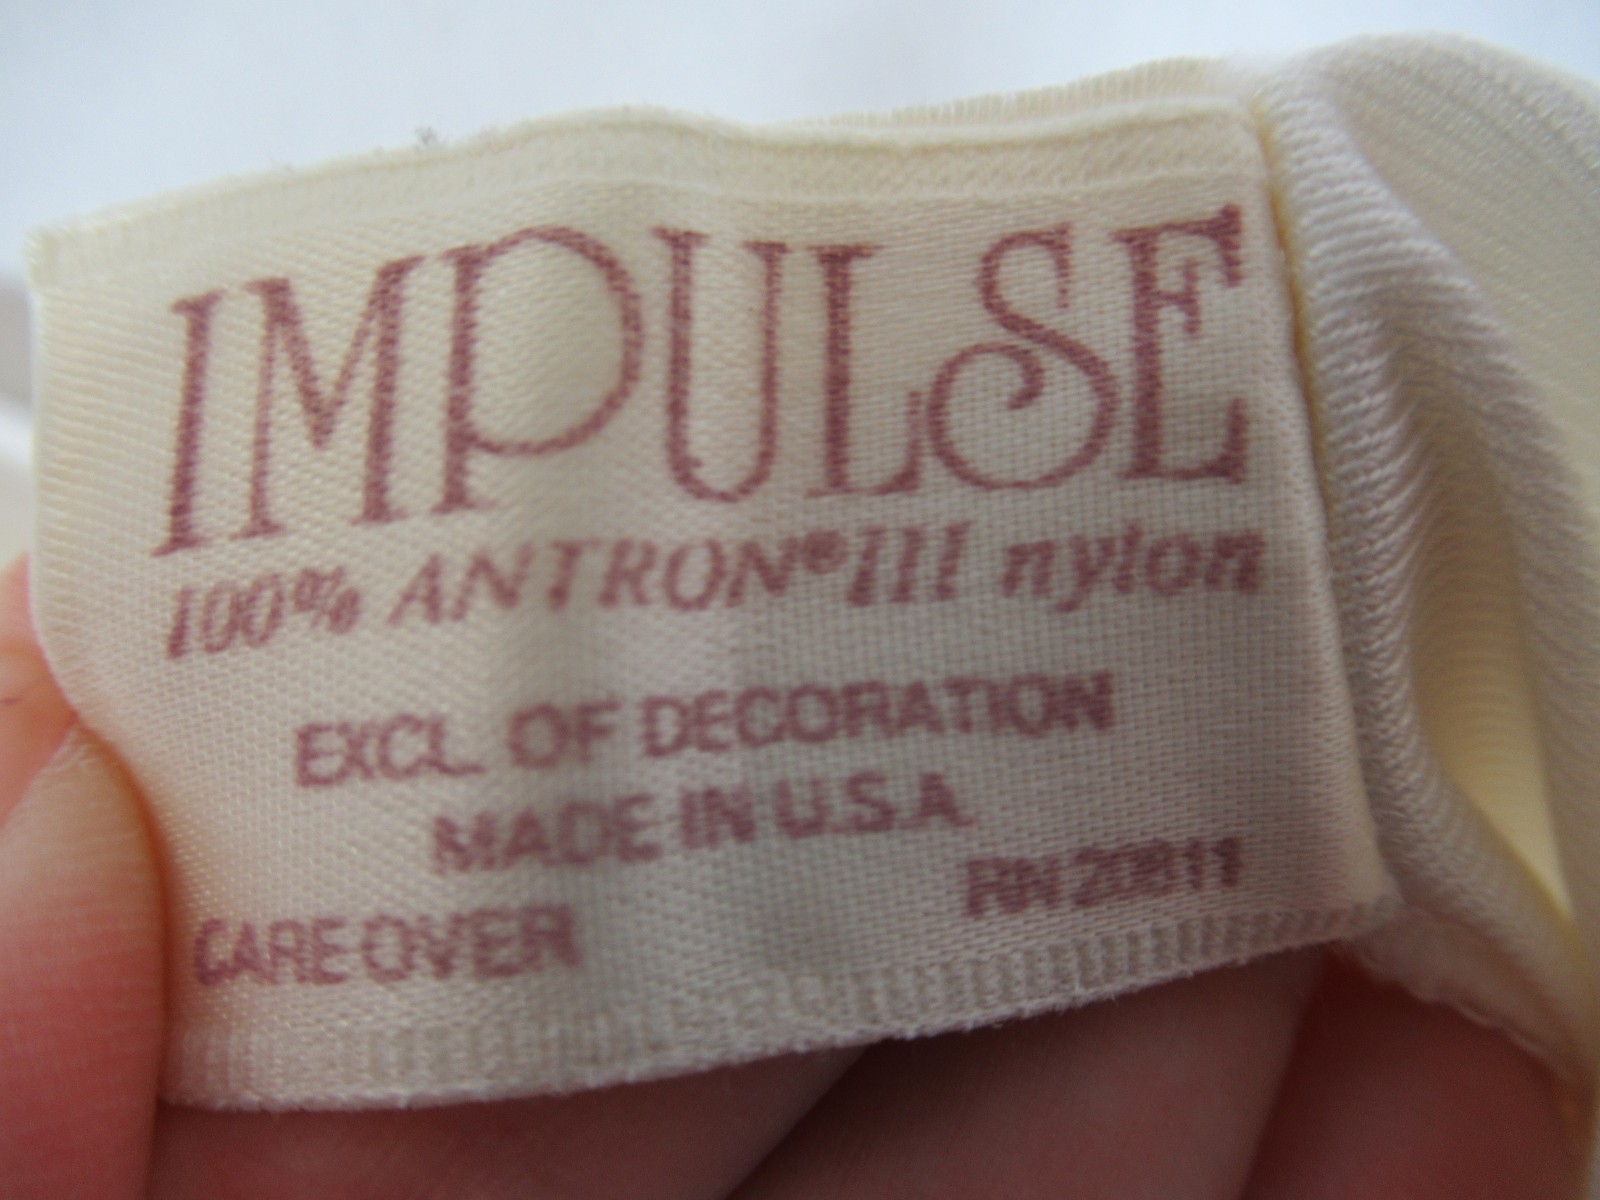 IMPULSE
100% ANTRON® III nylon
EXCL. OF DECORATION
MADE IN U.S.A.
RN 20811
CARE OVER